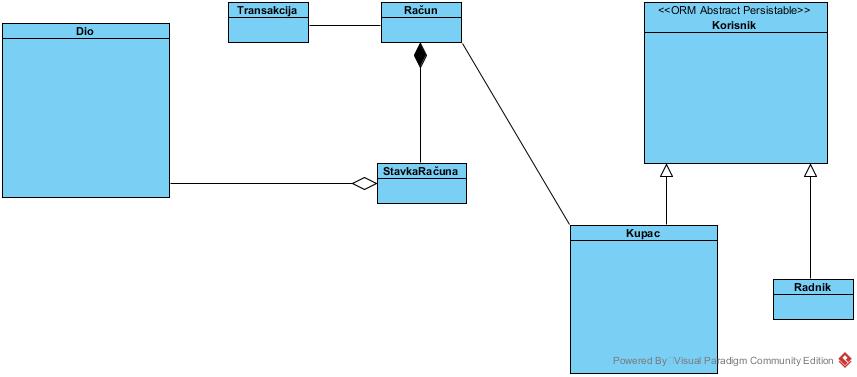 Dio
Transakcija
Račun
<<ORM Abstract Persistable>>
Korisnik
StavkaRačuna
Kupac
Radnik
Powered By Visual Paradigm Community Edition